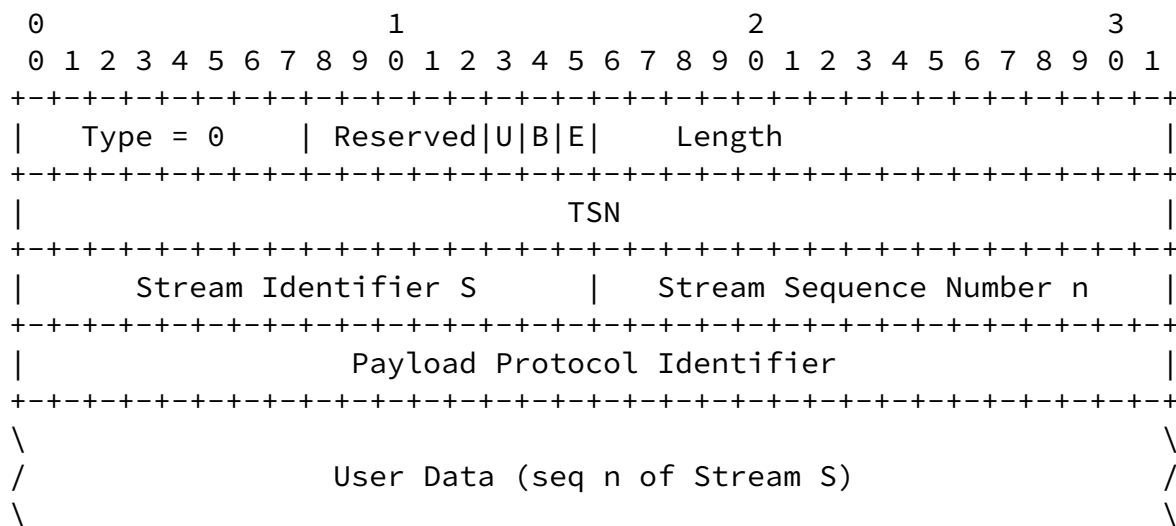 0                   1                   2                   3
 0 1 2 3 4 5 6 7 8 9 0 1 2 3 4 5 6 7 8 9 0 1 2 3 4 5 6 7 8 9 0 1
+-+-+-+-+-+-+-+-+-+-+-+-+-+-+-+-+-+-+-+-+-+-+-+-+-+-+-+-+-+-+-+-+
|   Type = 0    | Reserved|U|B|E|    Length                     |
+-+-+-+-+-+-+-+-+-+-+-+-+-+-+-+-+-+-+-+-+-+-+-+-+-+-+-+-+-+-+-+-+
|                              TSN                              |
+-+-+-+-+-+-+-+-+-+-+-+-+-+-+-+-+-+-+-+-+-+-+-+-+-+-+-+-+-+-+-+-+
|      Stream Identifier S      |   Stream Sequence Number n    |
+-+-+-+-+-+-+-+-+-+-+-+-+-+-+-+-+-+-+-+-+-+-+-+-+-+-+-+-+-+-+-+-+
|                  Payload Protocol Identifier                  |
+-+-+-+-+-+-+-+-+-+-+-+-+-+-+-+-+-+-+-+-+-+-+-+-+-+-+-+-+-+-+-+-+
\                                                               \
/                 User Data (seq n of Stream S)                 /
\                                                               \